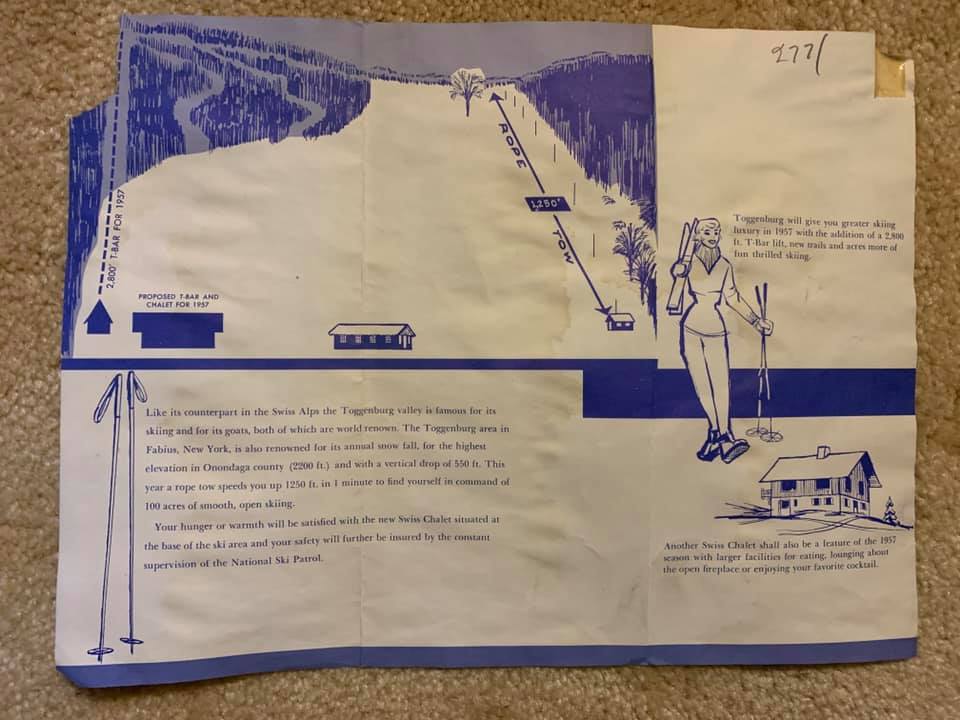 277/
ROPE
1,250'
TOW
2,800' T-BAR FOR 1957
PROPOSED T-BAR AND
CHALET FOR 1957
Toggenburg will give you greater skiing
luxury in 1957 with the addition of a 2,800
ft. T-Bar lift, new trails and acres more of
fun thrilled skiing.
Like its counterpart in the Swiss Alps the Toggenburg valley is famous for its
skiing and for its goats, both of which are world renown. The Toggenburg area in
Fabius, New York, is also renowned for its annual snow fall, for the highest
elevation in Onondaga county (2200 ft.) and with a vertical drop of 550 ft. This
year a rope tow speeds you up 1250 ft. in 1 minute to find yourself in command of
100 acres of smooth, open skiing.
Your hunger or warmth will be satisfied with the new Swiss Chalet situated at
the base of the ski area and your safety will further be insured by the constant
supervision of the National Ski Patrol.
Another Swiss Chalet shall also be a feature of the 1957
season with larger facilities for eating, lounging about
the open fireplace or enjoying your favorite cocktail.